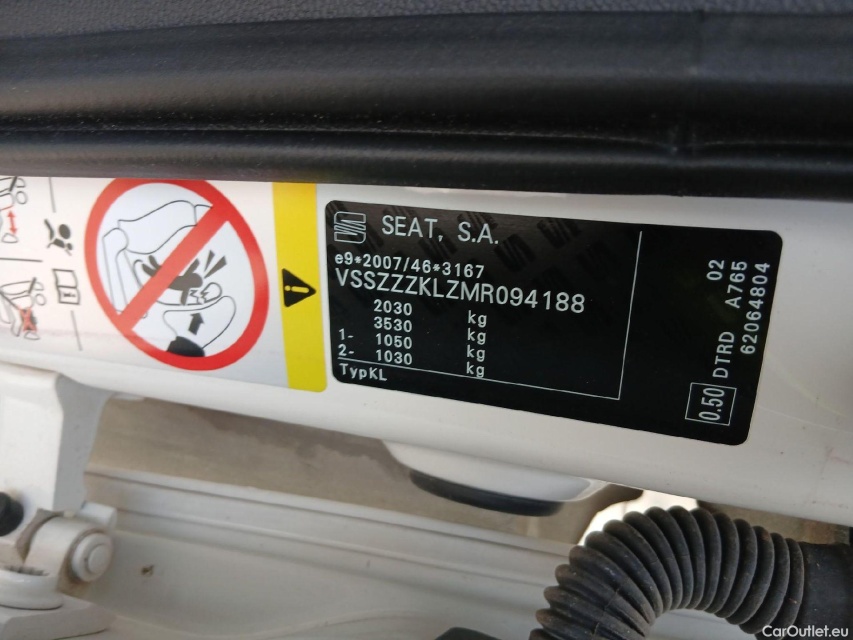 SEAT, S.A.
e9*2007/46*3167
VSSZZZKLZMR094188
2030 kg
3530 kg
1- 1050 kg
2- 1030 kg
TypKL
0.50 DTRD A765 02
62064804
CarOutlet.eu